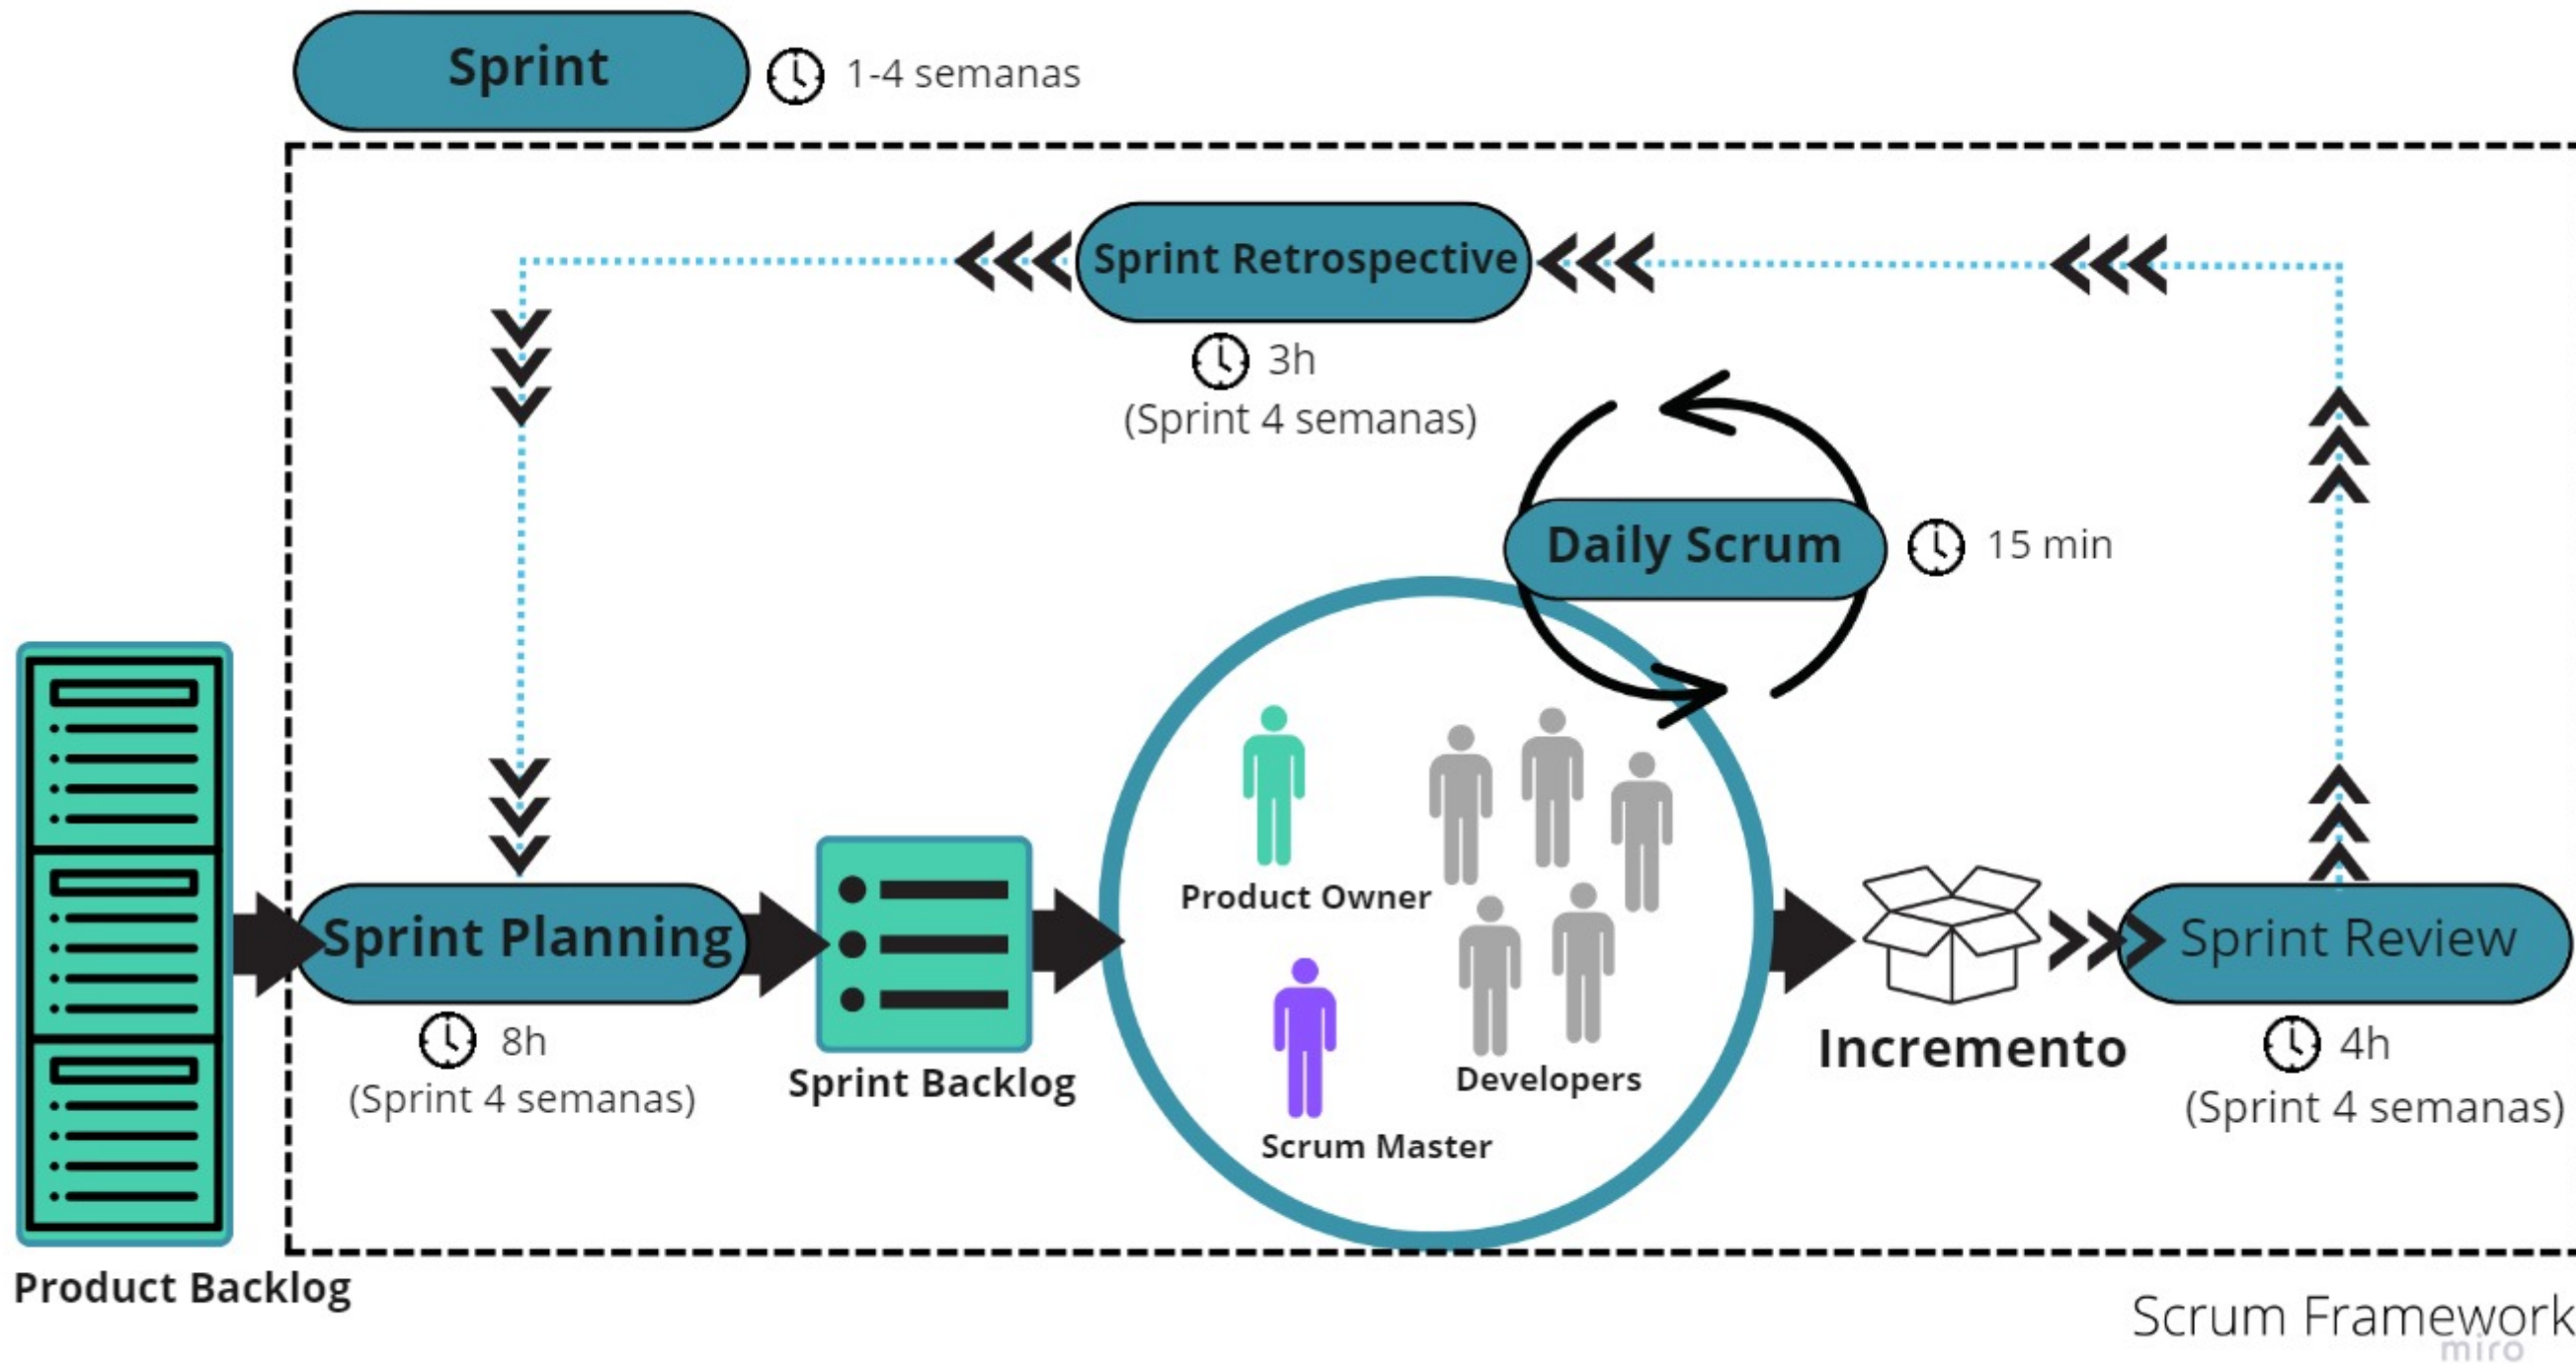 Sprint
1-4 semanas
Sprint Retrospective
3h
(Sprint 4 semanas)
Daily Scrum
15 min
Product Owner
Developers
Scrum Master
Sprint Planning
8h
(Sprint 4 semanas)
Sprint Backlog
Incremento
Sprint Review
4h
(Sprint 4 semanas)
Product Backlog
Scrum Framework
miro